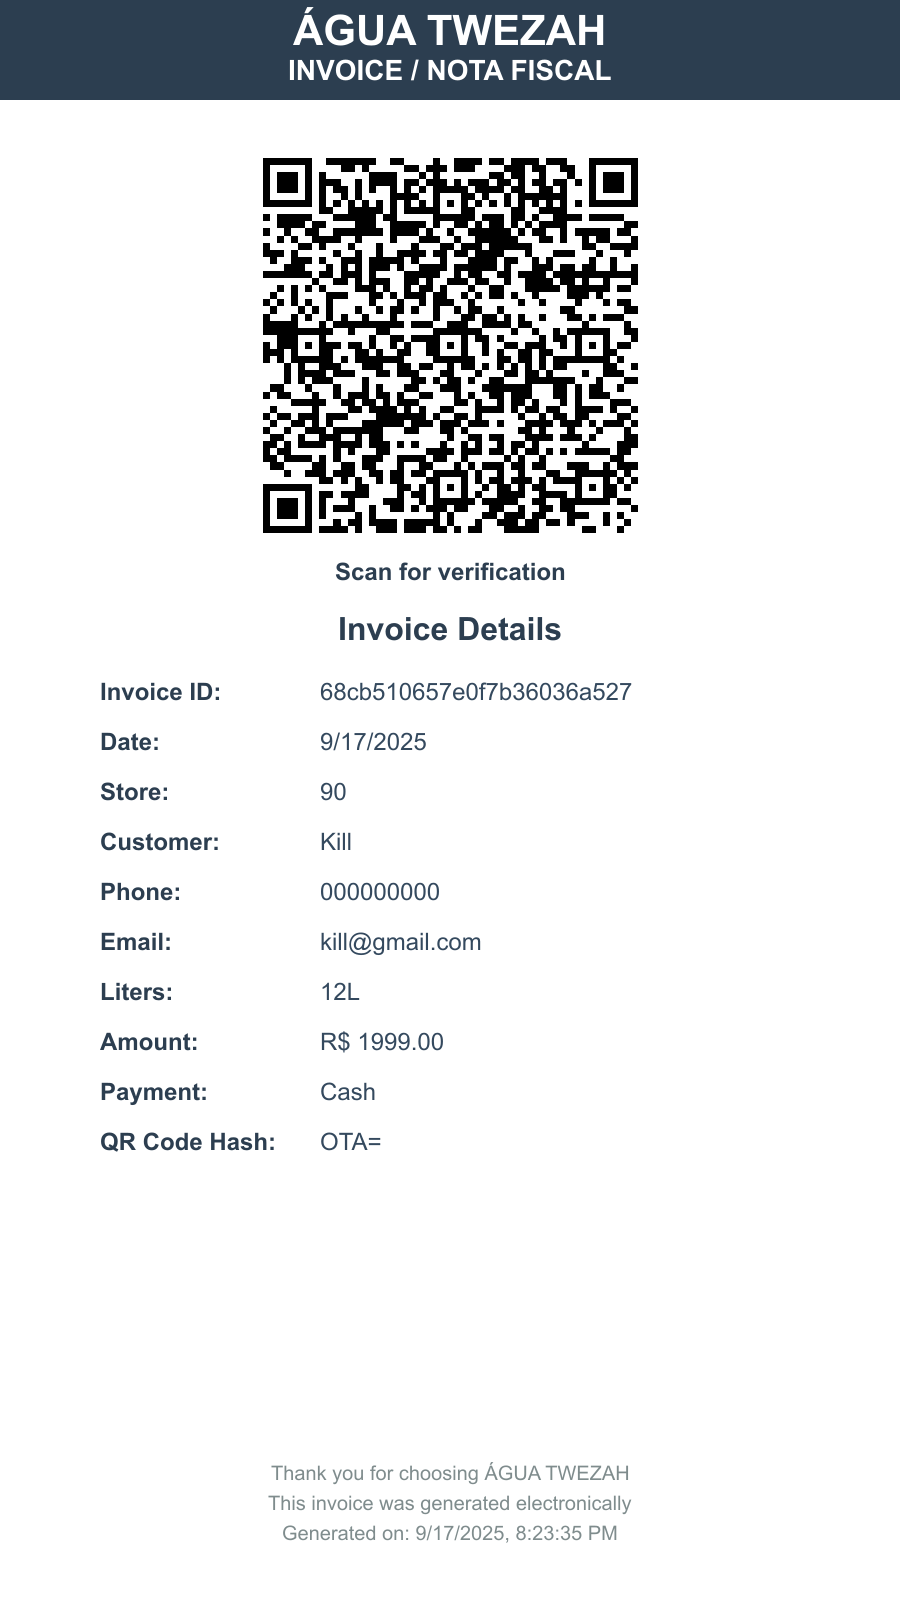 ÁGUA TWEZAH
INVOICE / NOTA FISCAL
Scan for verification
Invoice Details
Invoice ID: 68cb510657e0f7b36036a527
Date: 9/17/2025
Store: 90
Customer: Kill
Phone: 000000000
Email: kill@gmail.com
Liters: 12L
Amount: R$ 1999.00
Payment: Cash
QR Code Hash: OTA=
Thank you for choosing ÁGUA TWEZAH
This invoice was generated electronically
Generated on: 9/17/2025, 8:23:35 PM